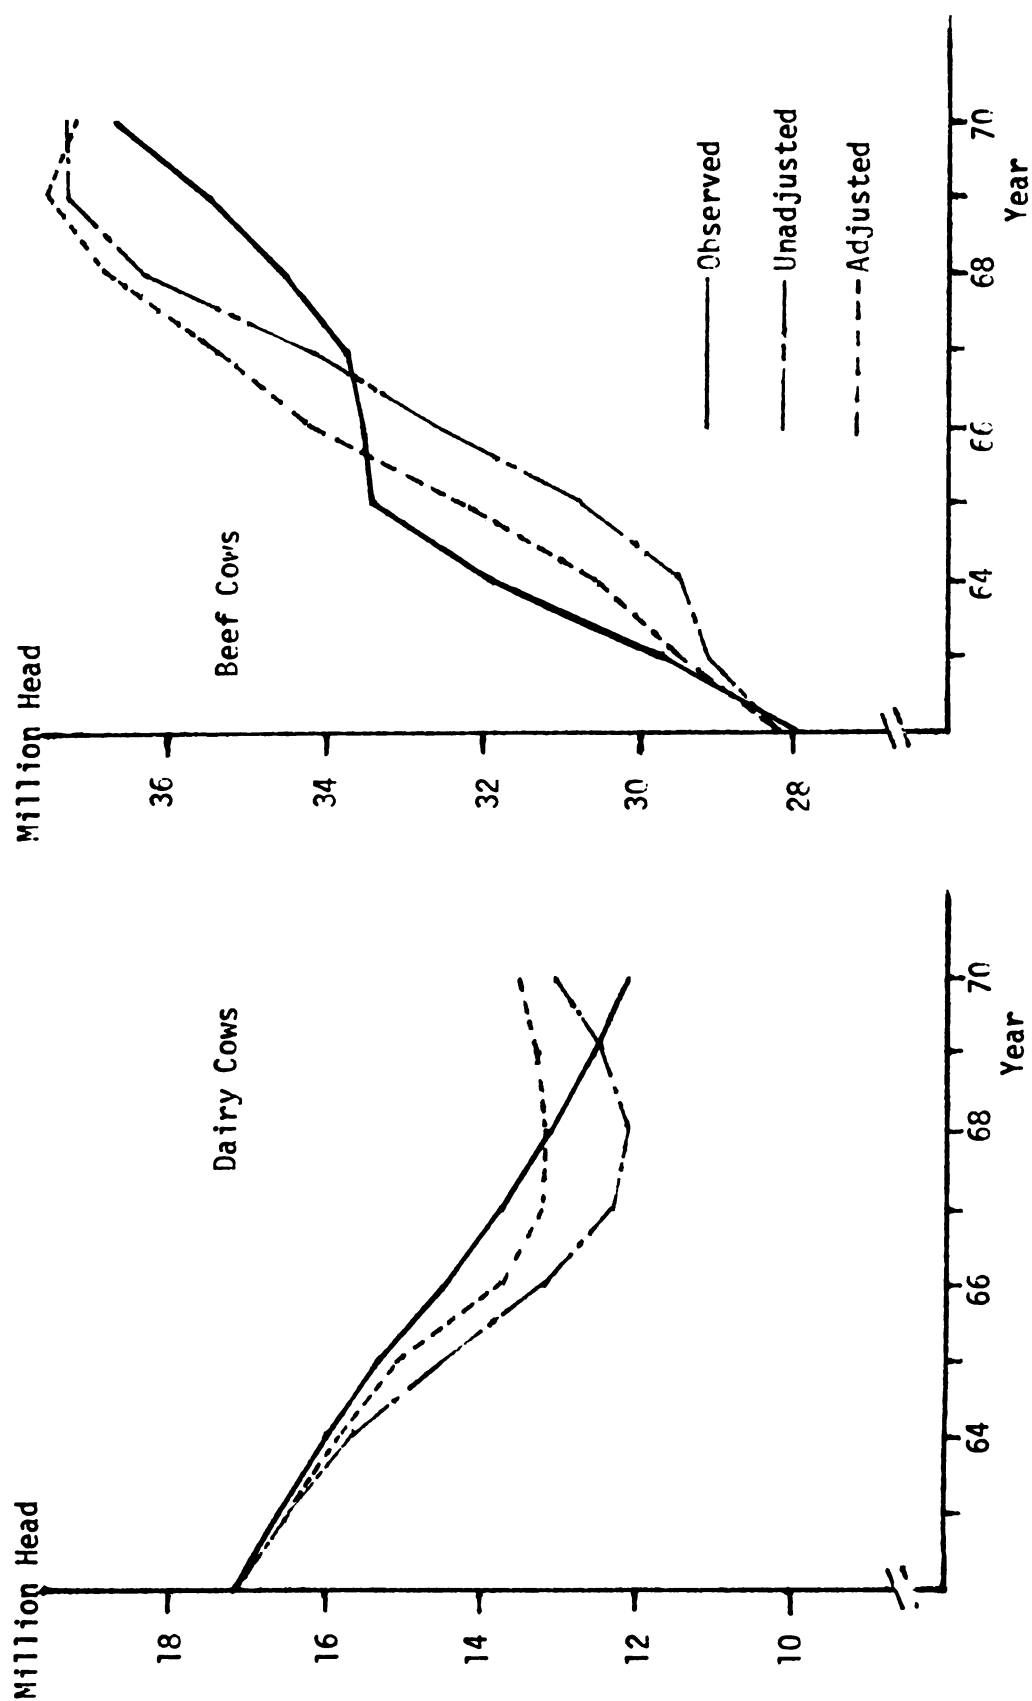 Million Head
Dairy Cows
18
16
14
12
10
64
66
68
70
Year
Million Head
Beef Cows
36
34
32
30
28
64
66
68
70
Year
Observed
Unadjusted
Adjusted